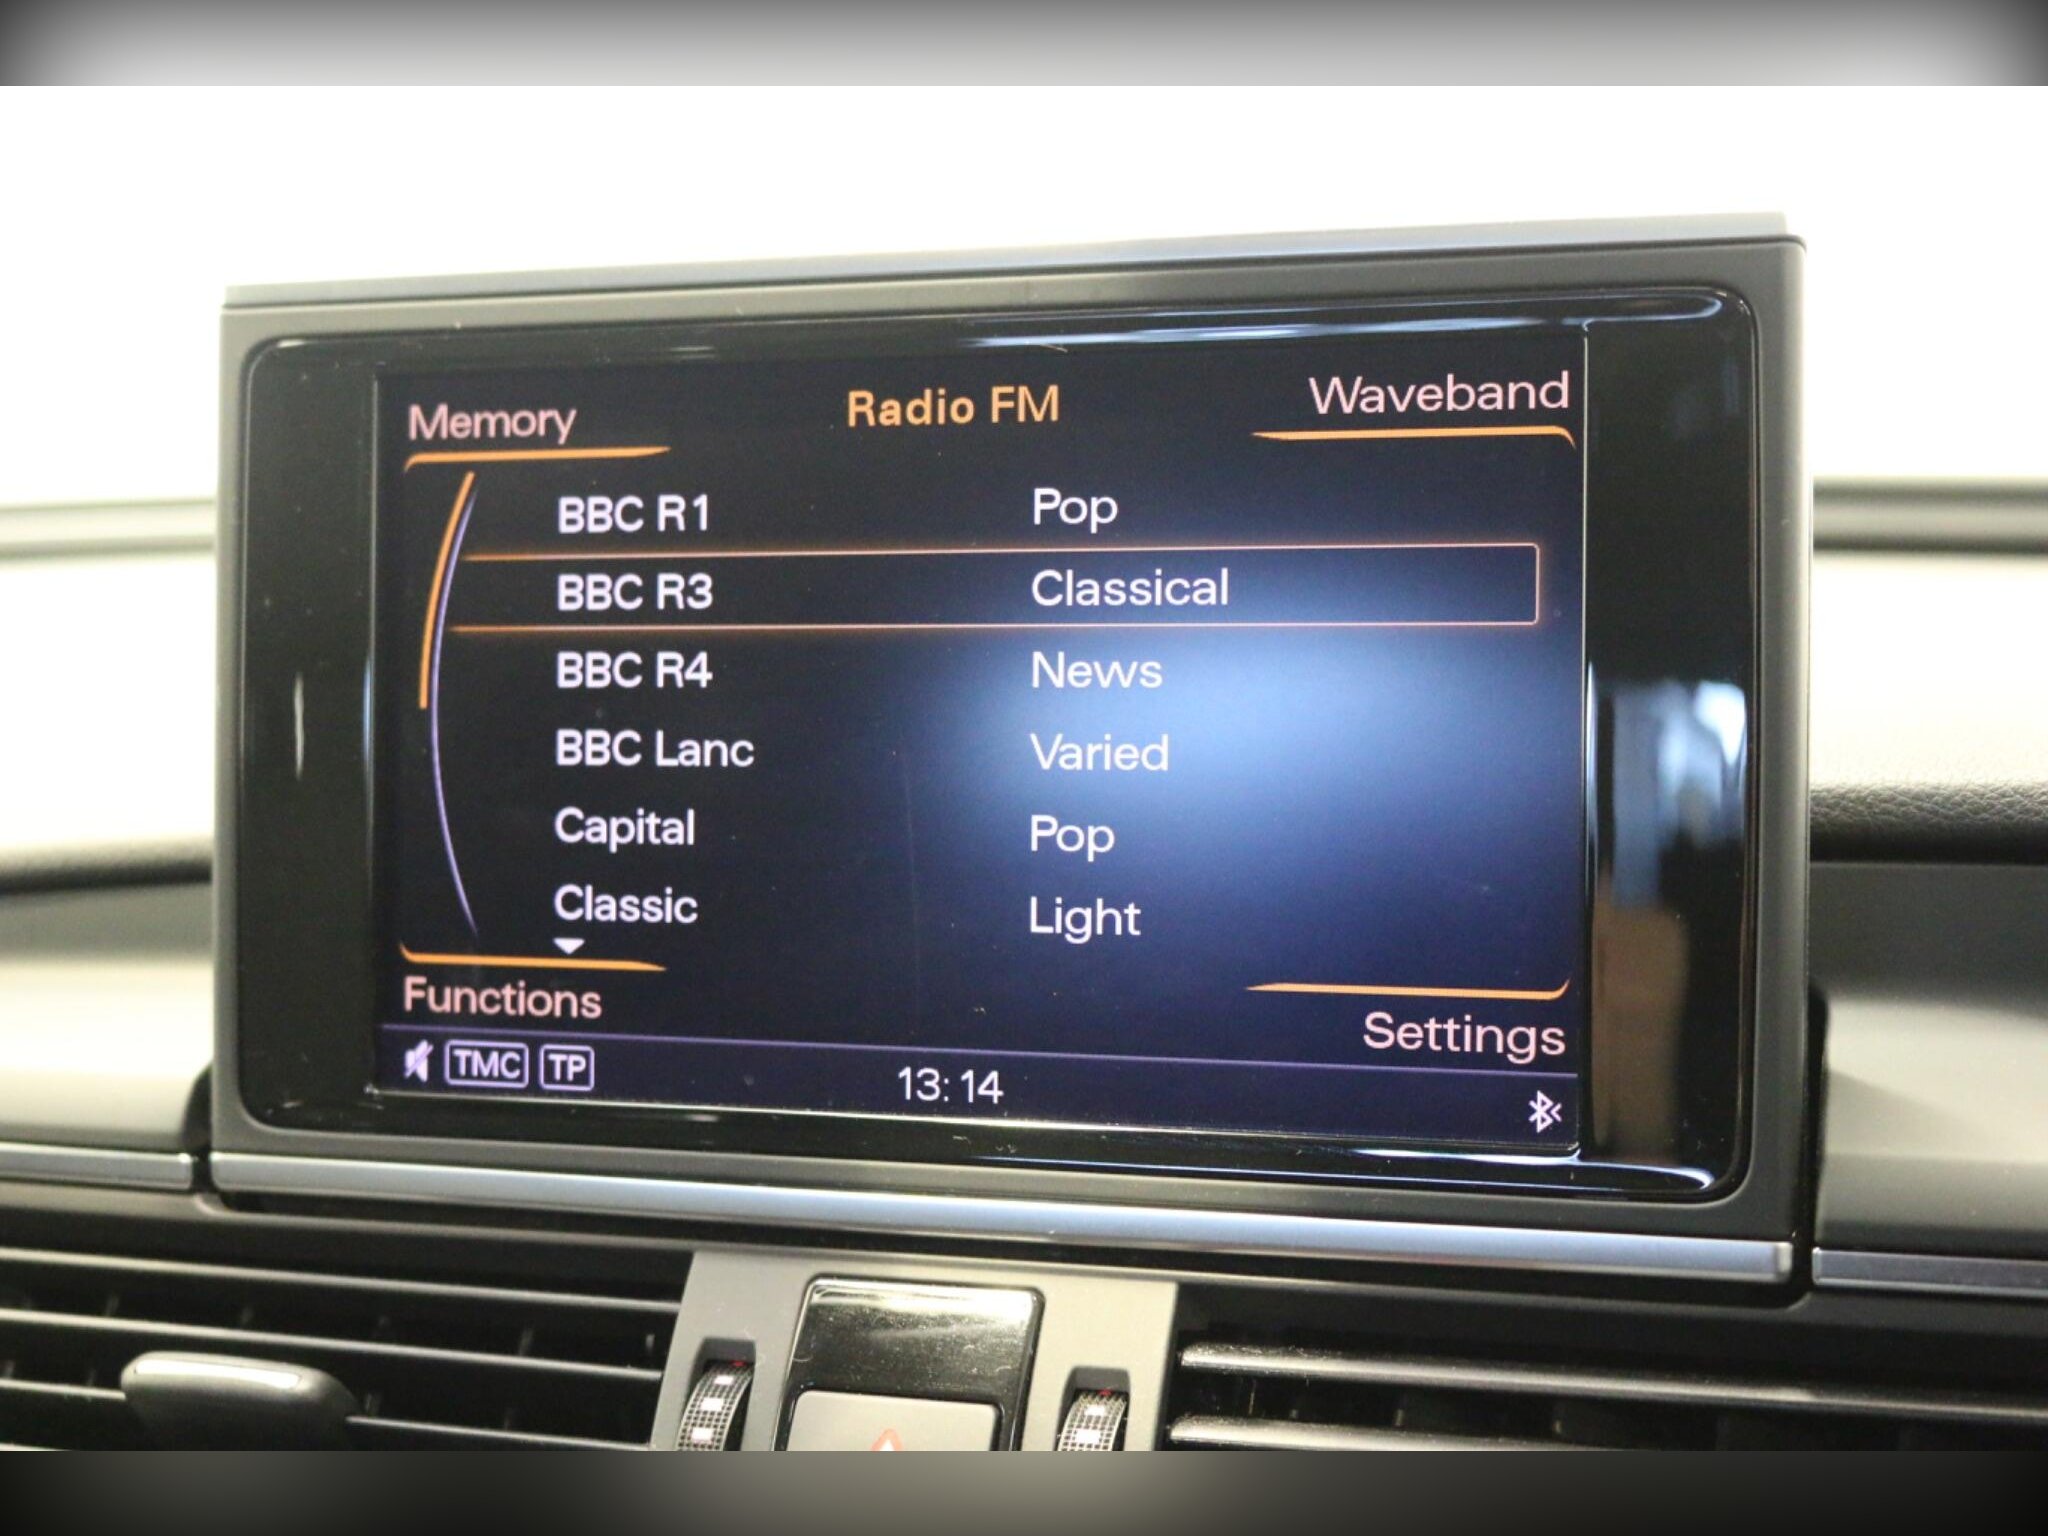 Memory Radio FM Waveband
BBC R1 Pop
BBC R3 Classical
BBC R4 News
BBC Lanc Varied
Capital Pop
Classic Light
Functions Settings
TMC TP 13:14